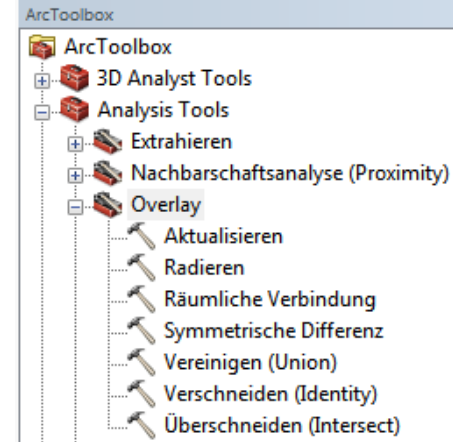 ArcToolbox
ArcToolbox
3D Analyst Tools
Analysis Tools
Extrahieren
Nachbarschaftsanalyse (Proximity)
Overlay
Aktualisieren
Radieren
Räumliche Verbindung
Symmetrische Differenz
Vereinigen (Union)
Verschneiden (Identity)
Überschneiden (Intersect)